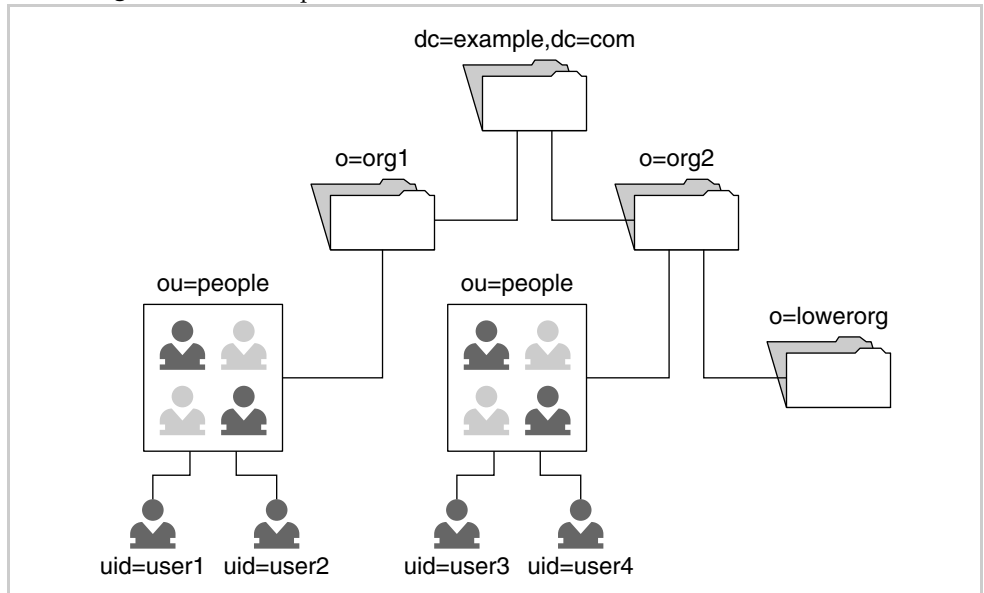 dc=example,dc=com
o=org1
o=org2
ou=people
ou=people
o=lowerorg
uid=user1
uid=user2
uid=user3
uid=user4